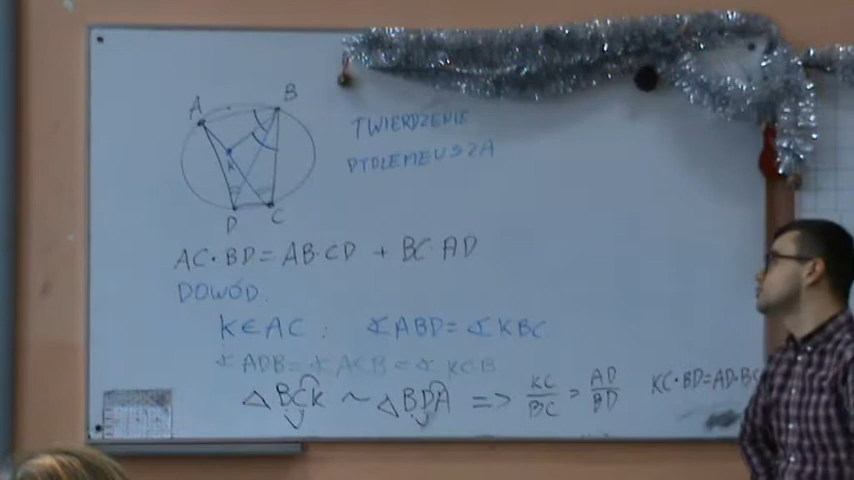 A
B
K
D
C
TWIERDZENIE
PTOLEMEUSZA
AC·BD=AB·CD + BC·AD
DOWÓD.
K∈AC : ∢ABD=∢KBC
∢ADB=∢ACB=∢KCB
△BCK ~ △BDA => KC/BC = AD/BD KC·BD=AD·BC